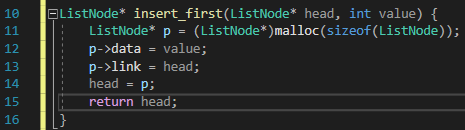 10 ListNode* insert_first(ListNode* head, int value) {
11 ListNode* p = (ListNode*)malloc(sizeof(ListNode));
12 p->data = value;
13 p->link = head;
14 head = p;
15 return head;
16 }